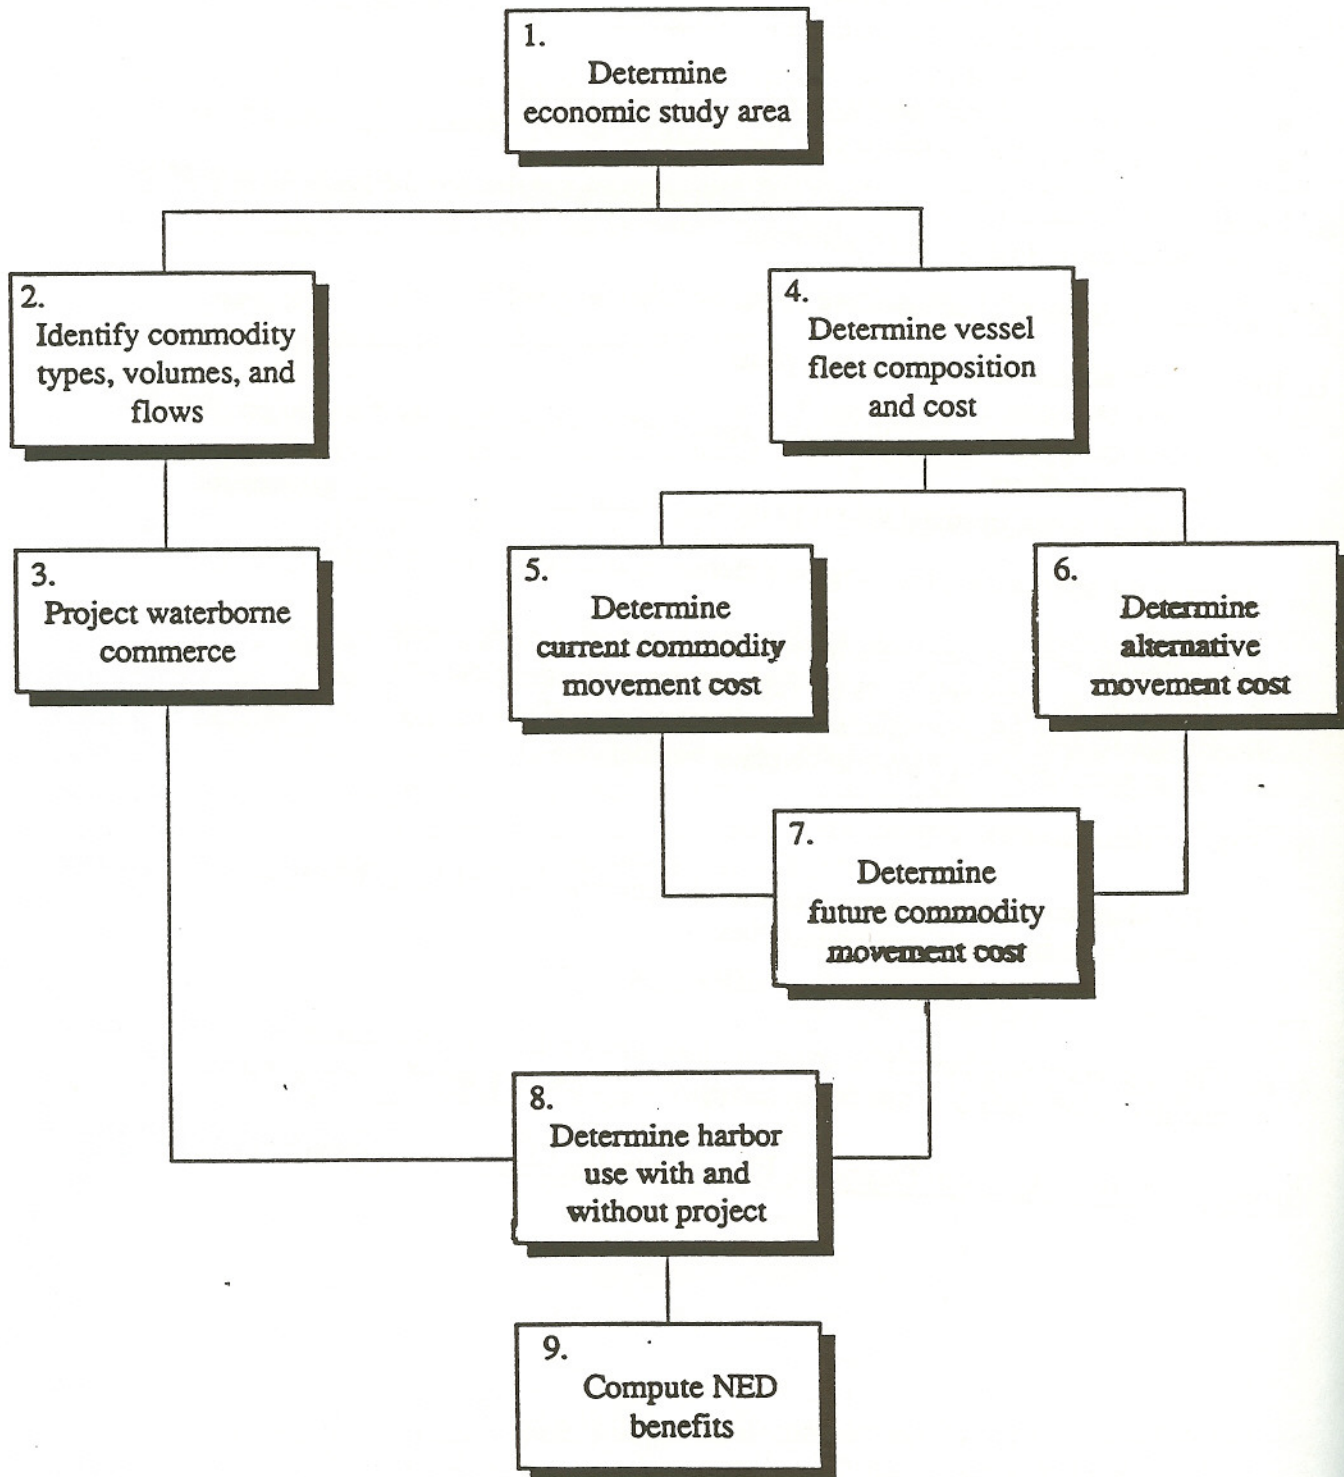 1.
Determine
economic study area
2.
Identify commodity
types, volumes, and
flows
4.
Determine vessel
fleet composition
and cost
3.
Project waterborne
commerce
5.
Determine
current commodity
movement cost
6.
Determine
alternative
movement cost
7.
Determine
future commodity
movement cost
8.
Determine harbor
use with and
without project
9.
Compute NED
benefits